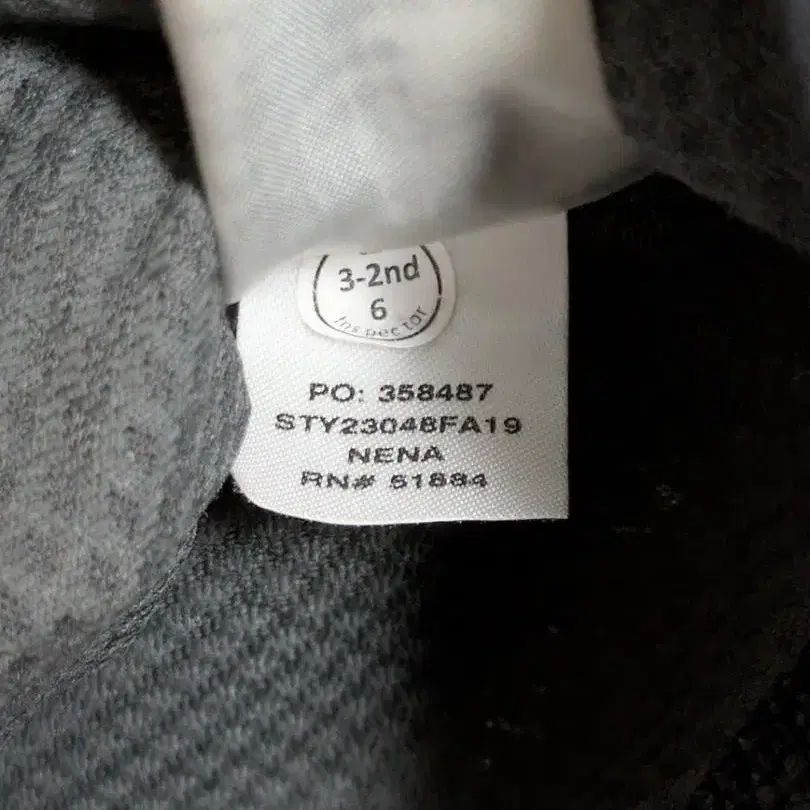 3-2nd
6
Inspector
PO: 358487
STY23048FA19
NENA
RN# 51884